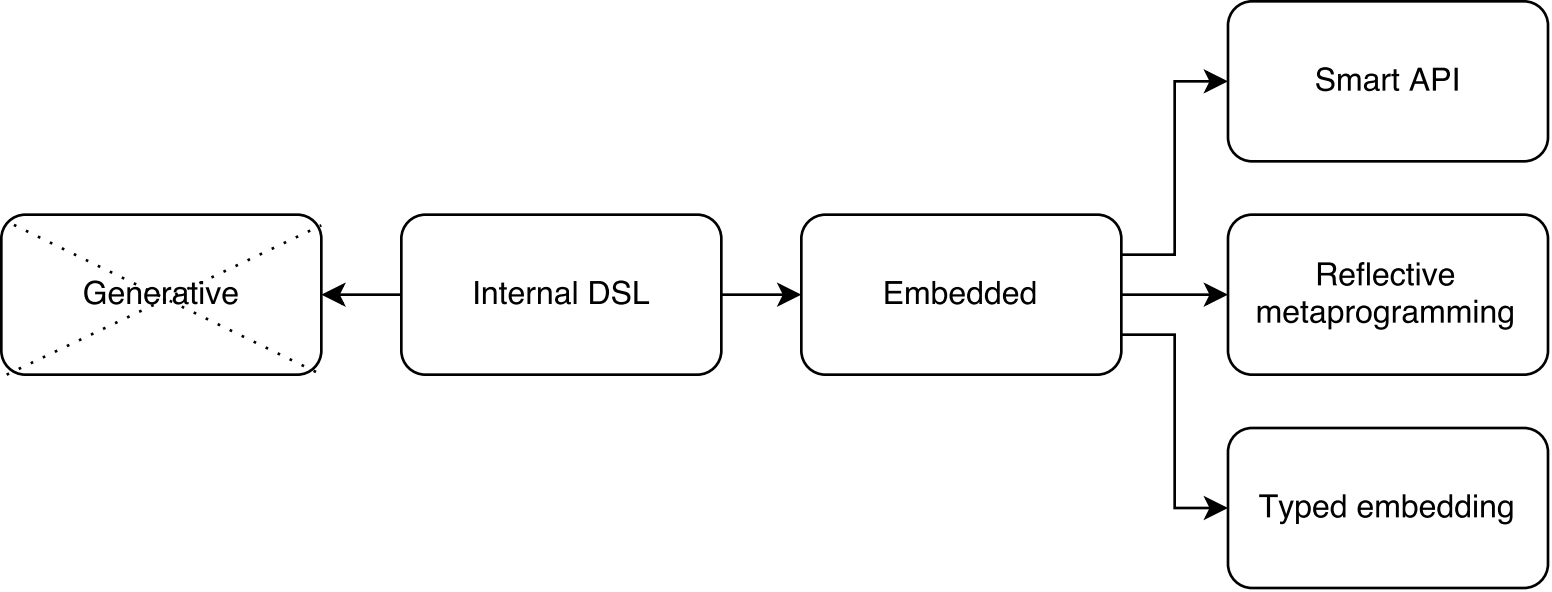 Smart API
Generative
Internal DSL
Embedded
Reflective
metaprogramming
Typed embedding